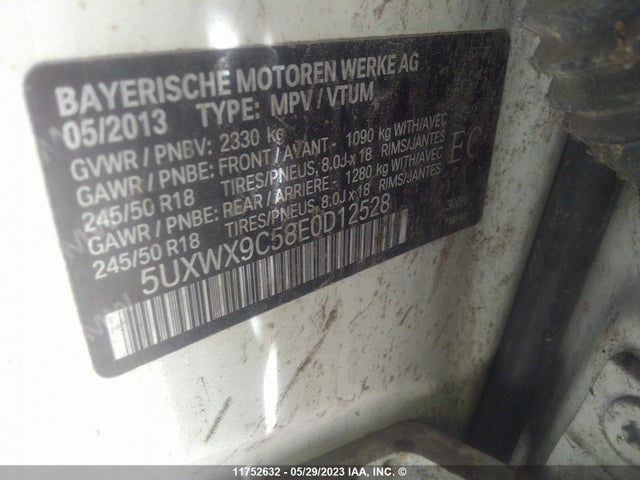 BAYERISCHE MOTOREN WERKE AG
05/2013 TYPE: MPV / VTUM
GVWR / PNBV: 2330 kg
GAWR / PNBE: FRONT / AVANT - 1090 kg WITH/AVEC
245/50 R18 TIRES/PNEUS, 8.0J x 18 RIMS/JANTES
GAWR / PNBE: REAR / ARRIERE - 1280 kg WITH/AVEC
245/50 R18 TIRES/PNEUS, 8.0J x 18 RIMS/JANTES
EC
5UXWX9C58E0D12528
11752632 - 05/29/2023 IAA, INC. ©